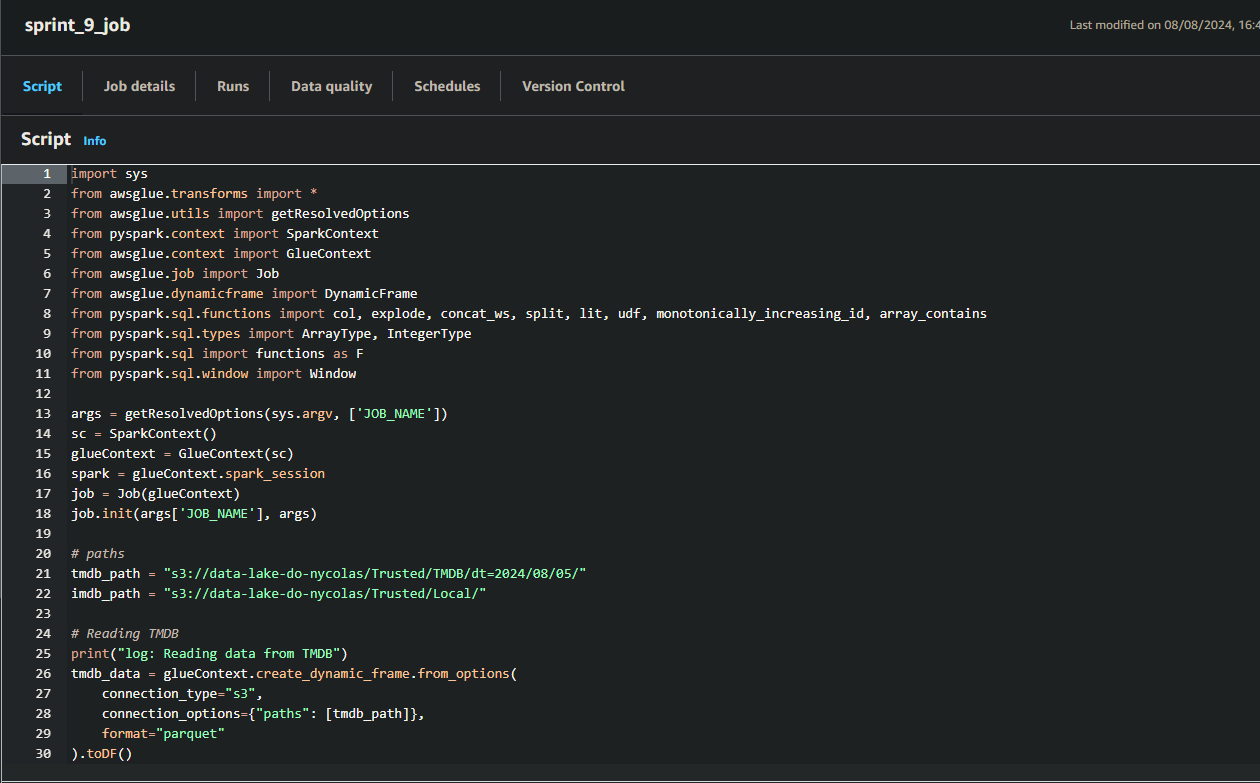 sprint_9_job
Last modified on 08/08/2024, 16:4
Script
Job details
Runs
Data quality
Schedules
Version Control
Script Info
1 import sys
2 from awsglue.transforms import *
3 from awsglue.utils import getResolvedOptions
4 from pyspark.context import SparkContext
5 from awsglue.context import GlueContext
6 from awsglue.job import Job
7 from awsglue.dynamicframe import DynamicFrame
8 from pyspark.sql.functions import col, explode, concat_ws, split, lit, udf, monotonically_increasing_id, array_contains
9 from pyspark.sql.types import ArrayType, IntegerType
10 from pyspark.sql import functions as F
11 from pyspark.sql.window import Window
12
13 args = getResolvedOptions(sys.argv, ['JOB_NAME'])
14 sc = SparkContext()
15 glueContext = GlueContext(sc)
16 spark = glueContext.spark_session
17 job = Job(glueContext)
18 job.init(args['JOB_NAME'], args)
19
20 # paths
21 tmdb_path = "s3://data-lake-do-nycolas/Trusted/TMDB/dt=2024/08/05/"
22 imdb_path = "s3://data-lake-do-nycolas/Trusted/Local/"
23
24 # Reading TMDB
25 print("log: Reading data from TMDB")
26 tmdb_data = glueContext.create_dynamic_frame.from_options(
27     connection_type="s3",
28     connection_options={"paths": [tmdb_path]},
29     format="parquet"
30 ).toDF()